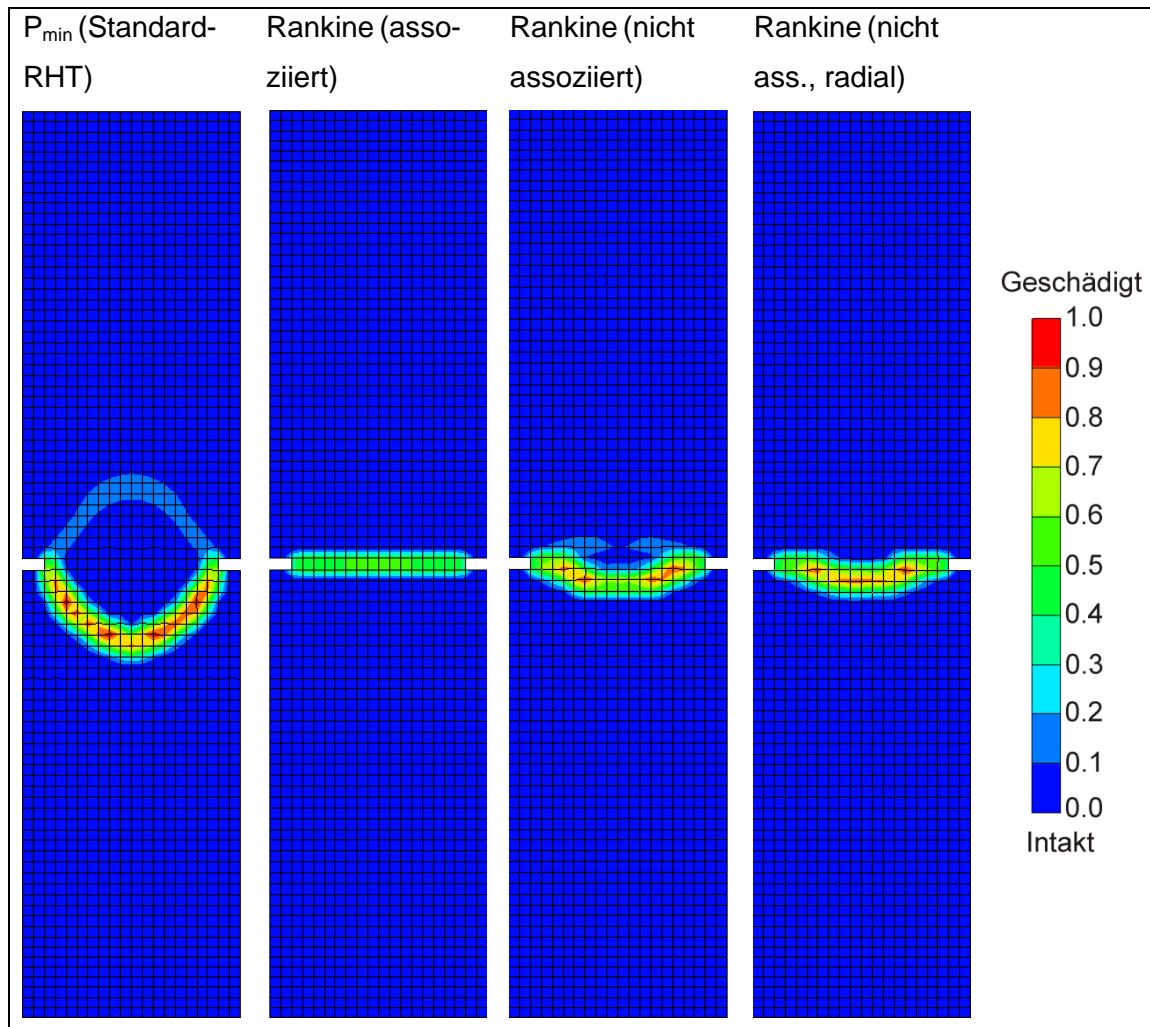 Pmin (Standard-
RHT)
Rankine (asso-
ziiert)
Rankine (nicht
assoziiert)
Rankine (nicht
ass., radial)
Geschädigt
1.0
0.9
0.8
0.7
0.6
0.5
0.4
0.3
0.2
0.1
0.0
Intakt